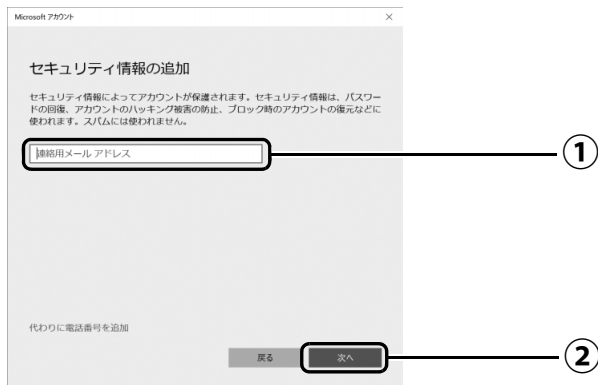 Microsoft アカウント
セキュリティ情報の追加
セキュリティ情報によってアカウントが保護されます。セキュリティ情報は、パスワー
ドの回復、アカウントのハッキング被害の防止、ブロック時のアカウントの復元などに
使われます。スパムには使われません。
連絡用メール アドレス
①
代わりに電話番号を追加
戻る
次へ
②